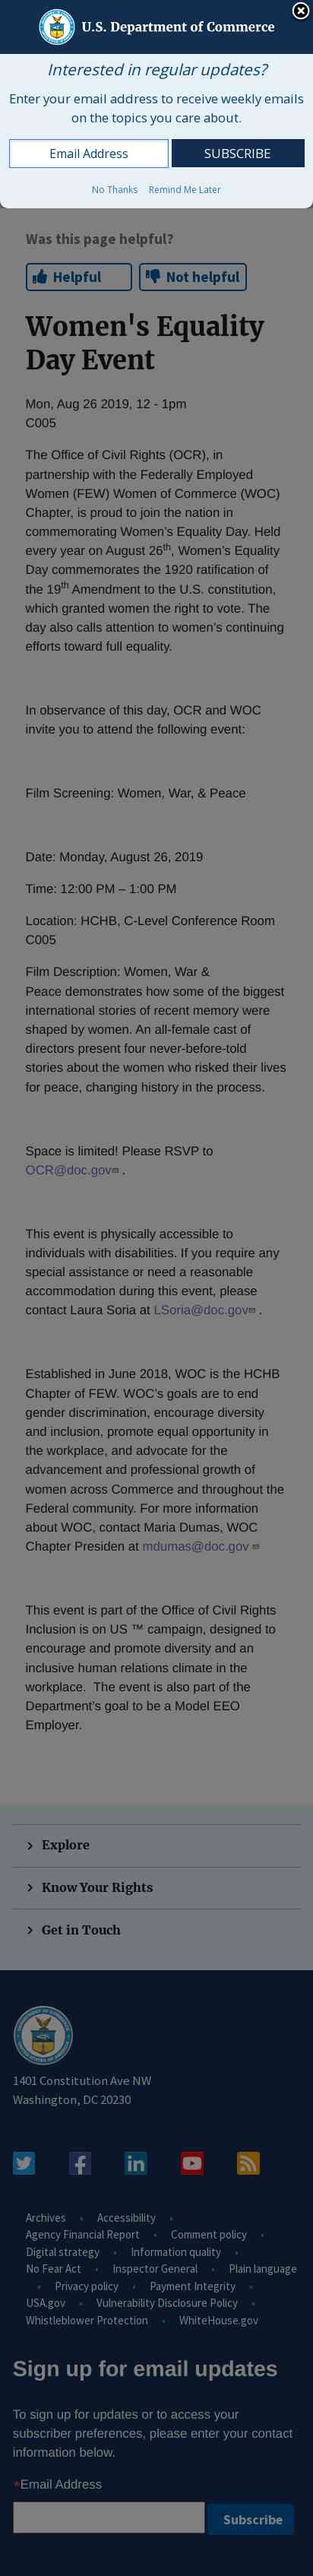 U.S. Department of Commerce
Interested in regular updates?
Enter your email address to receive weekly emails
on the topics you care about.
Email Address SUBSCRIBE
No Thanks Remind Me Later
Was this page helpful?
Helpful Not helpful
Women's Equality
Day Event
Mon, Aug 26 2019, 12 - 1pm
C005
The Office of Civil Rights (OCR), in
partnership with the Federally Employed
Women (FEW) Women of Commerce (WOC)
Chapter, is proud to join the nation in
commemorating Women’s Equality Day. Held
every year on August 26th, Women’s Equality
Day commemorates the 1920 ratification of
the 19th Amendment to the U.S. constitution,
which granted women the right to vote. The
day also calls attention to women’s continuing
efforts toward full equality.
In observance of this day, OCR and WOC
invite you to attend the following event:
Film Screening: Women, War, & Peace
Date: Monday, August 26, 2019
Time: 12:00 PM – 1:00 PM
Location: HCHB, C-Level Conference Room
C005
Film Description: Women, War &
Peace demonstrates how some of the biggest
international stories of recent memory were
shaped by women. An all-female cast of
directors present four never-before-told
stories about the women who risked their lives
for peace, changing history in the process.
Space is limited! Please RSVP to
OCR@doc.gov .
This event is physically accessible to
individuals with disabilities. If you require any
special assistance or need a reasonable
accommodation during this event, please
contact Laura Soria at LSoria@doc.gov .
Established in June 2018, WOC is the HCHB
Chapter of FEW. WOC’s goals are to end
gender discrimination, encourage diversity
and inclusion, promote equal opportunity in
the workplace, and advocate for the
advancement and professional growth of
women across Commerce and throughout the
Federal community. For more information
about WOC, contact Maria Dumas, WOC
Chapter Presiden at mdumas@doc.gov
This event is part of the Office of Civil Rights
Inclusion is on US ™ campaign, designed to
encourage and promote diversity and an
inclusive human relations climate in the
workplace.  The event is also part of the
Department’s goal to be a Model EEO
Employer.
Explore
Know Your Rights
Get in Touch
1401 Constitution Ave NW
Washington, DC 20230
Archives • Accessibility •
Agency Financial Report • Comment policy •
Digital strategy • Information quality •
No Fear Act • Inspector General • Plain language
• Privacy policy • Payment Integrity •
USA.gov • Vulnerability Disclosure Policy •
Whistleblower Protection • WhiteHouse.gov
Sign up for email updates
To sign up for updates or to access your
subscriber preferences, please enter your contact
information below.
*Email Address
Subscribe